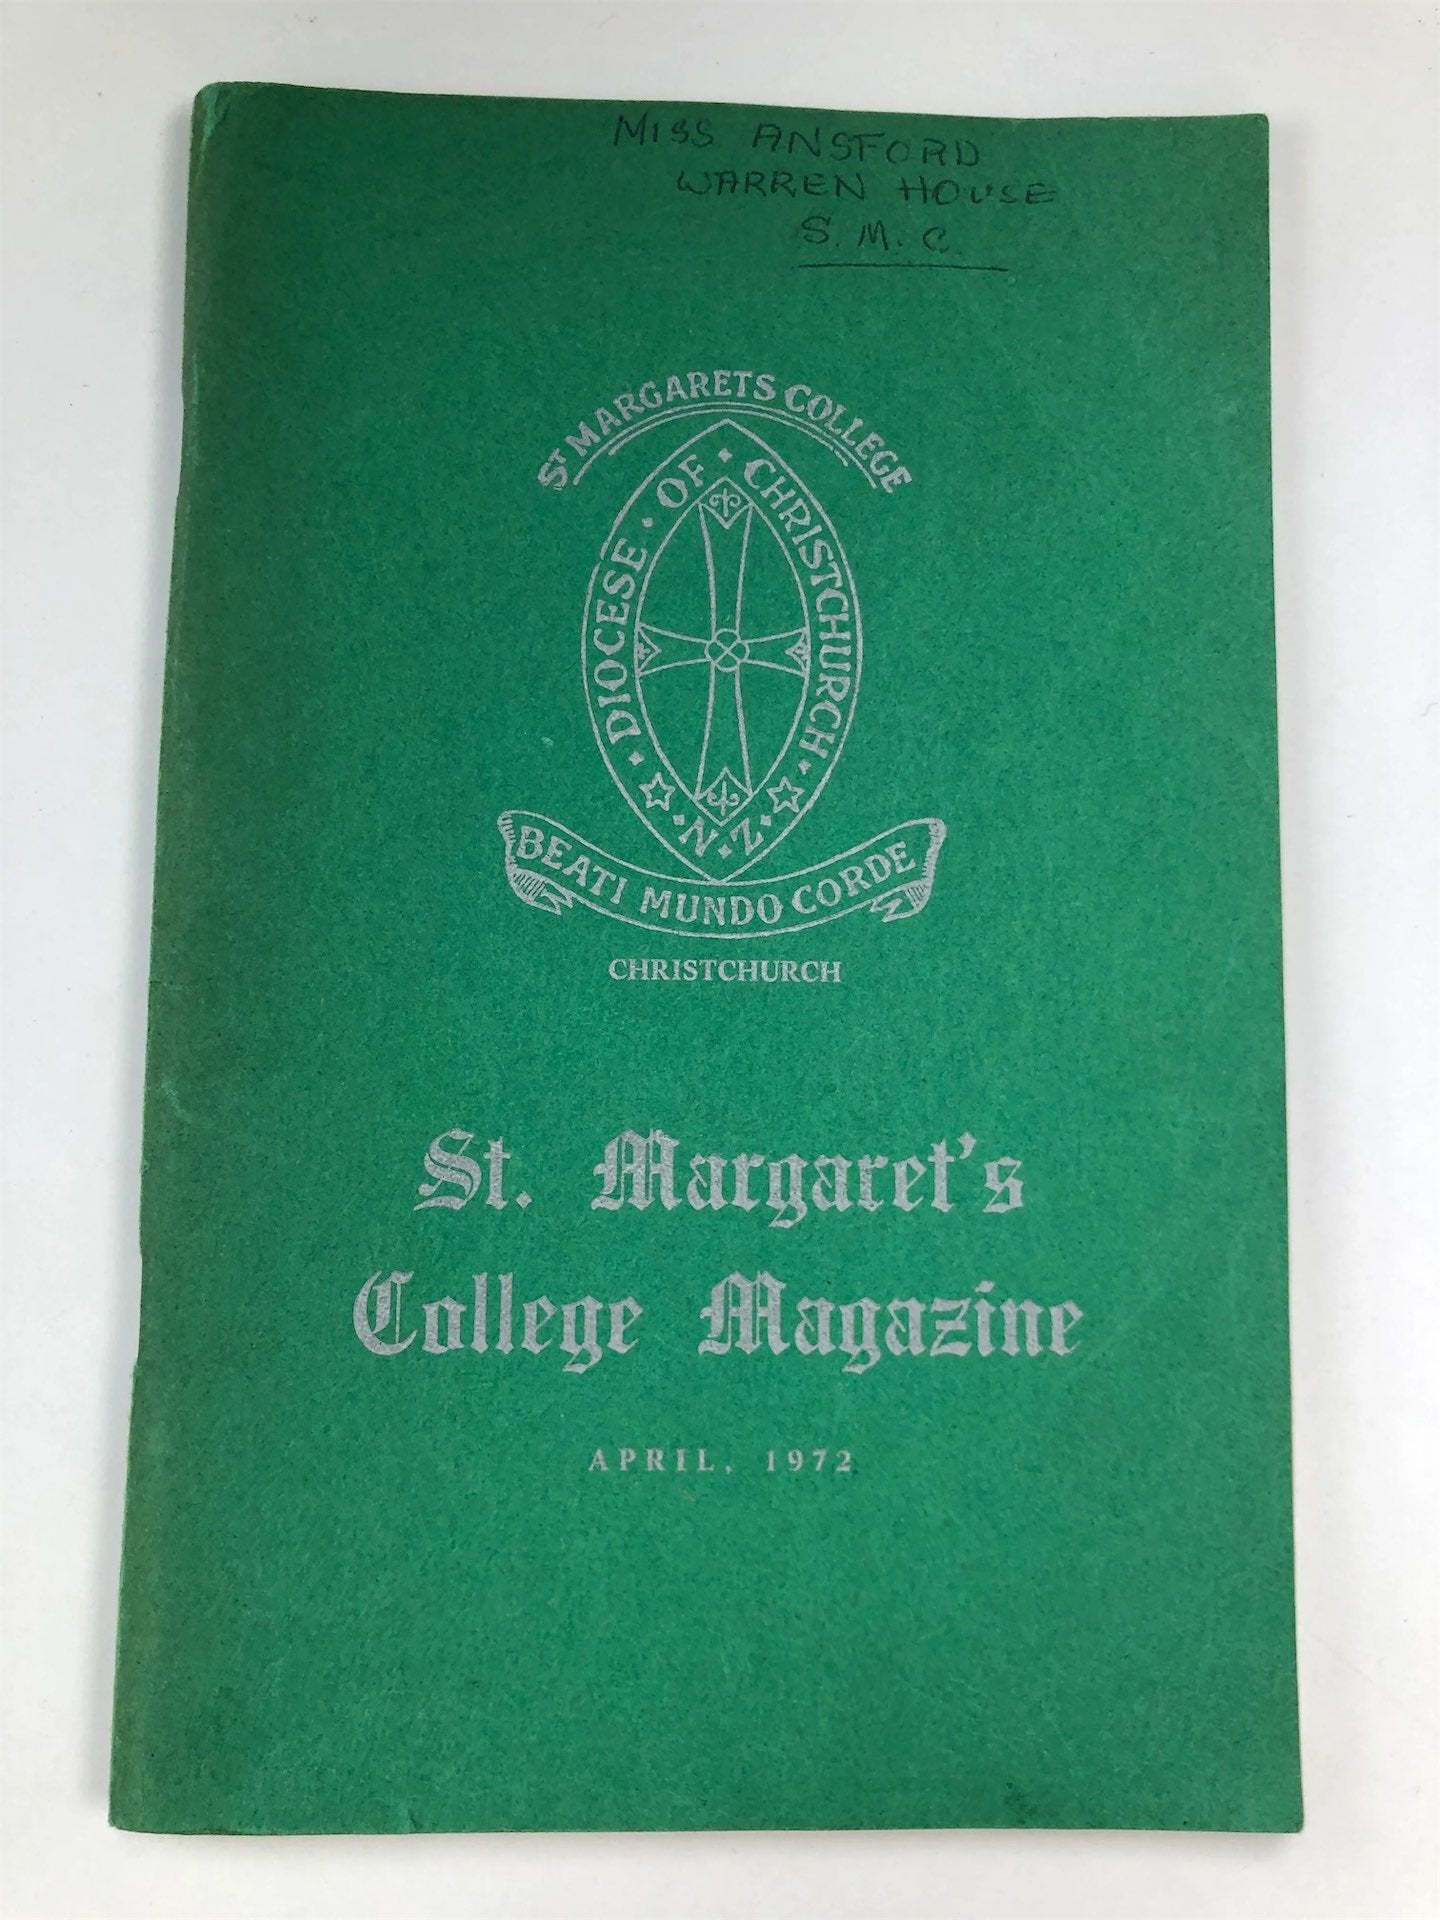 MISS ANSFORD
WARREN HOUSE
S. M. C.
ST MARGARETS COLLEGE
• DIOCESE • OF • CHRISTCHURCH •
• N • Z •
BEATI MUNDO CORDE
CHRISTCHURCH
St. Margaret's
College Magazine
APRIL, 1972